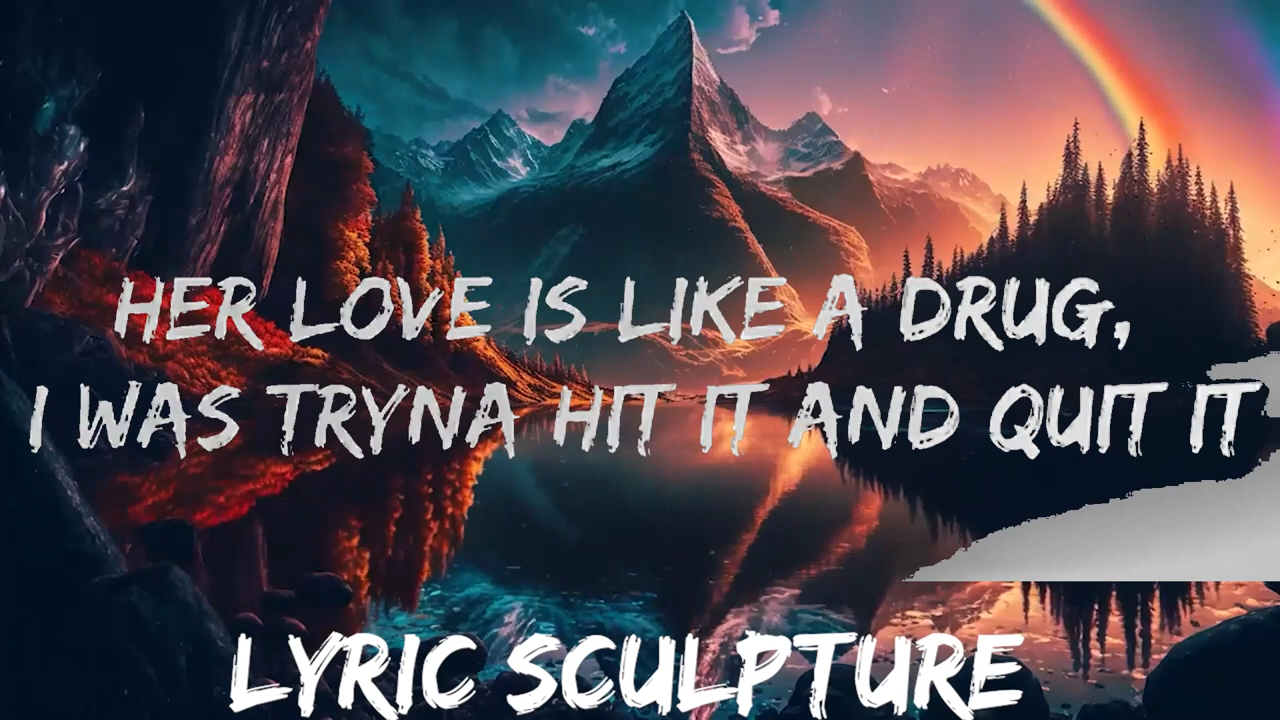 HER LOVE IS LIKE A DRUG,
I WAS TRYNA HIT IT AND QUIT IT
LYRIC SCULPTURE